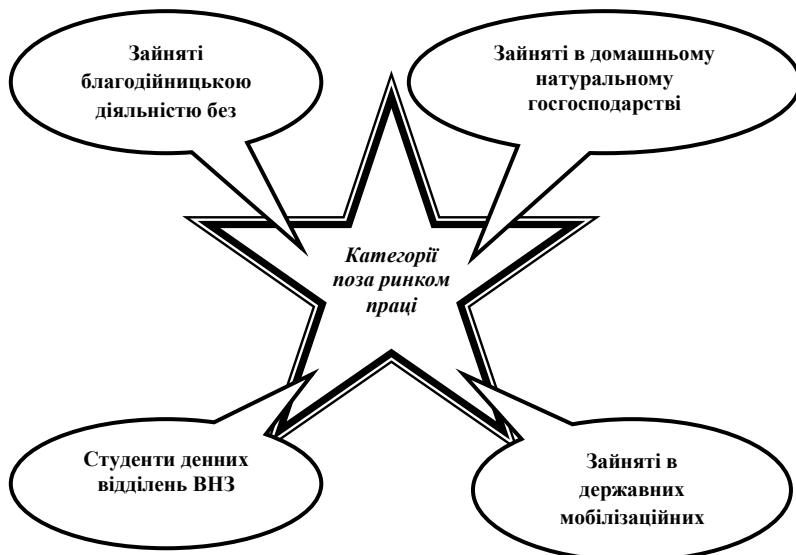 Зайняті
благодійницькою
діяльністю без
Зайняті в домашньому
натуральному
госгосподарстві
Категорії
поза ринком
праці
Студенти денних
відділень ВНЗ
Зайняті в
державних
мобілізаційних